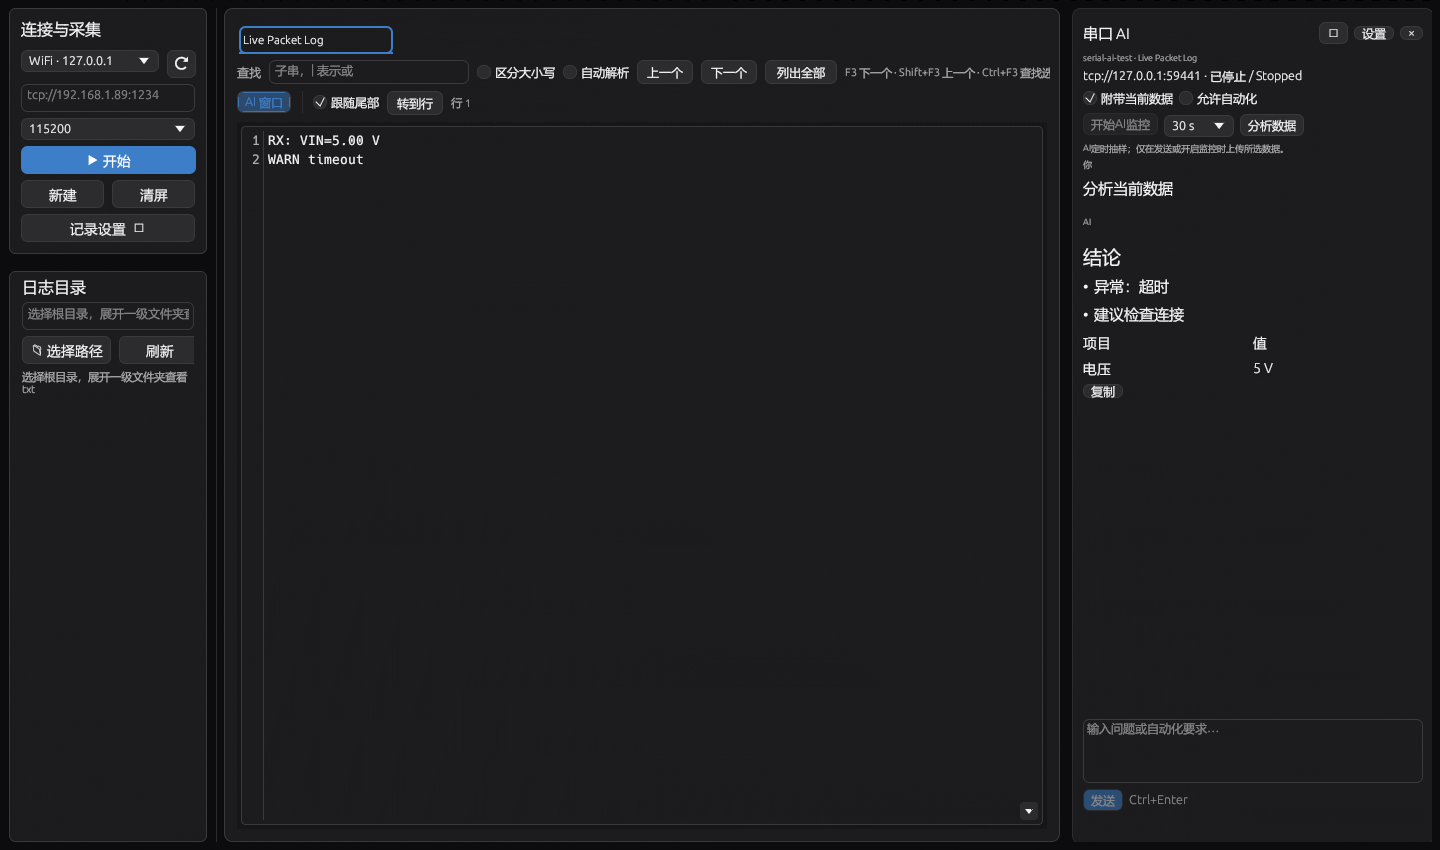 连接与采集
WiFi · 127.0.0.1
tcp://192.168.1.89:1234
115200
开始
新建
清屏
记录设置
日志目录
选择根目录，展开一级文件夹
选择路径
刷新
选择根目录，展开一级文件夹查看
txt
Live Packet Log
查找
子串，| 表示或
区分大小写
自动解析
上一个
下一个
列出全部
F3 下一个 · Shift+F3 上一个 · Ctrl+F3 查找选
AI 窗口
跟随尾部
转到行
行 1
1 RX: VIN=5.00 V
2 WARN timeout
串口 AI
设置
×
serial-ai-test · Live Packet Log
tcp://127.0.0.1:59441 · 已停止 / Stopped
附带当前数据
允许自动化
开始AI监控
30 s
分析数据
AI定时抽样；仅在发送或开启监控时上传所选数据。
你
分析当前数据
AI
结论
• 异常：超时
• 建议检查连接
项目 值
电压 5 V
复制
输入问题或自动化要求…
发送
Ctrl+Enter